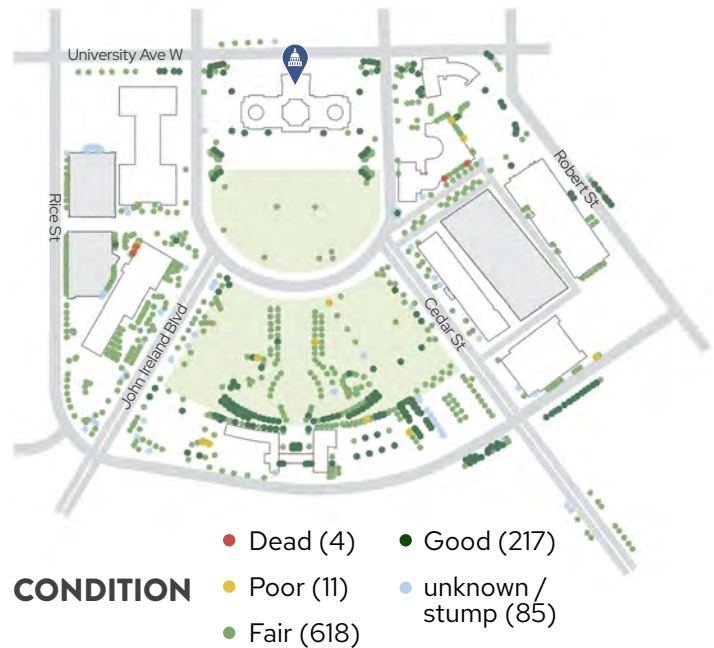 University Ave W
Rice St
Robert St
John Ireland Blvd
Cedar St
CONDITION
Dead (4)
Poor (11)
Fair (618)
Good (217)
unknown /
stump (85)